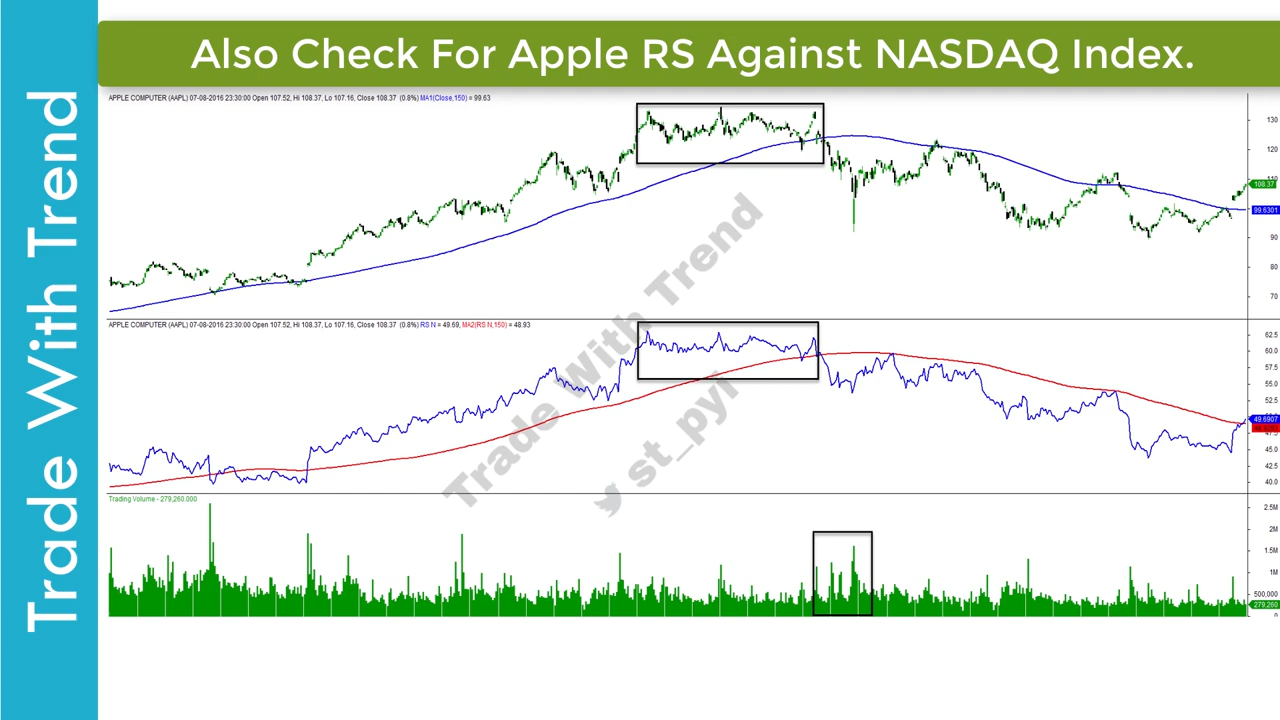 Also Check For Apple RS Against NASDAQ Index.
Trade With Trend
APPLE COMPUTER (AAPL) 07-08-2016 23:30:00 Open 107.52, Hi 108.37, Lo 107.16, Close 108.37 (0.8%) MA1(Close,150) = 99.63
130
120
110
108.37
99.6301
90
80
70
APPLE COMPUTER (AAPL) 07-08-2016 23:30:00 Open 107.52, Hi 108.37, Lo 107.16, Close 108.37 (0.8%) RS N = 49.69, MA2(RS N,150) = 48.93
62.5
60.0
57.5
55.0
52.5
49.6907
47.5
45.0
42.5
40.0
Trade With Trend
st_pyi
Trading Volume - 279,260.000
2.5M
2M
1.5M
1M
500,000
279,260
0